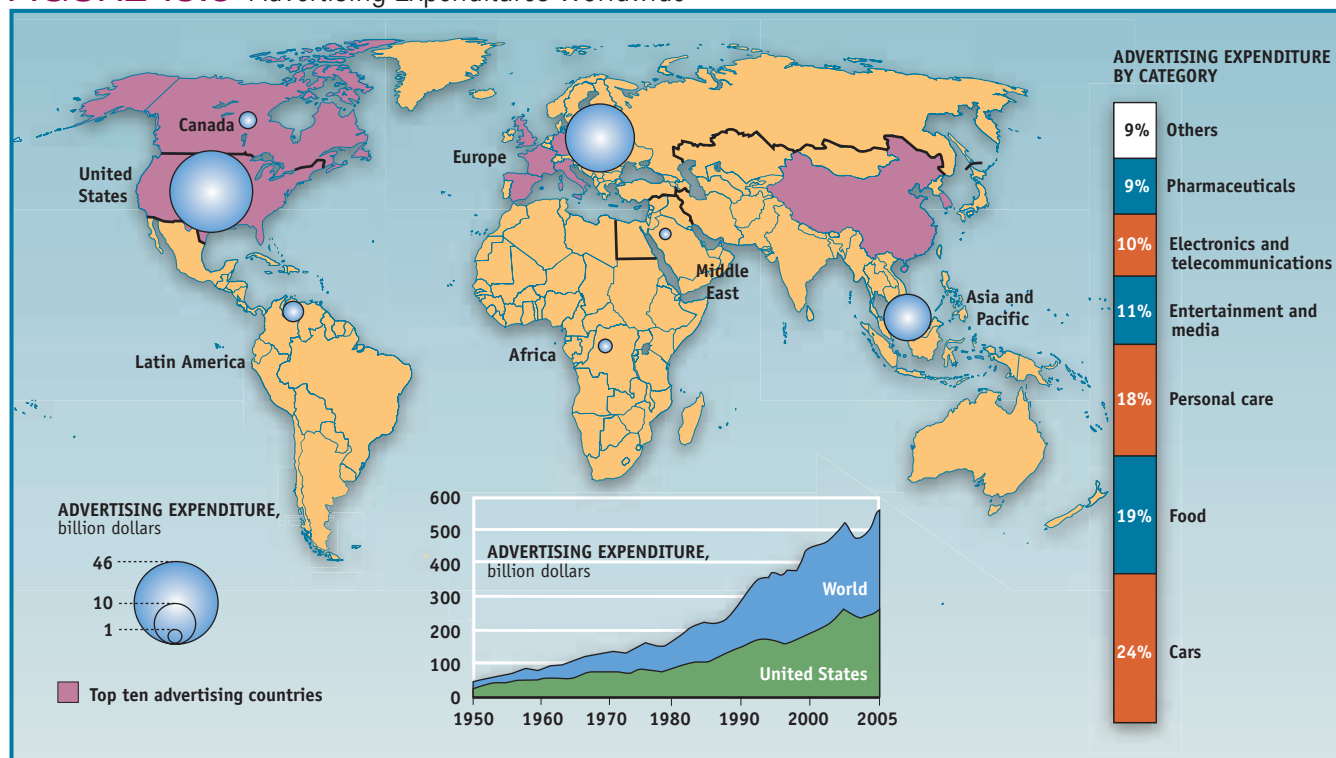 Advertising Expenditures Worldwide
ADVERTISING EXPENDITURE
BY CATEGORY
9% Others
9% Pharmaceuticals
10% Electronics and
telecommunications
11% Entertainment and
media
18% Personal care
19% Food
24% Cars
Canada
United
States
Europe
Middle
East
Asia and
Pacific
Latin America
Africa
ADVERTISING EXPENDITURE,
billion dollars
46
10
1
Top ten advertising countries
ADVERTISING EXPENDITURE,
billion dollars
600
500
400
300
200
100
0
World
United States
1950 1960 1970 1980 1990 2000 2005